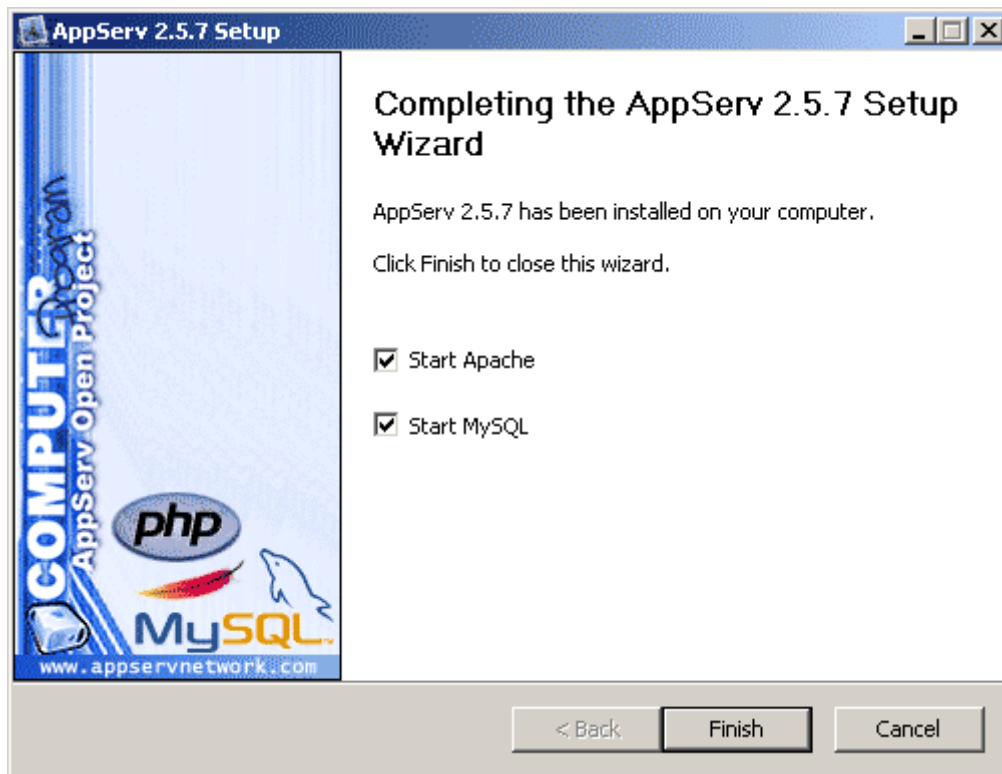 AppServ 2.5.7 Setup
Completing the AppServ 2.5.7 Setup
Wizard
AppServ 2.5.7 has been installed on your computer.
Click Finish to close this wizard.
Start Apache
Start MySQL
COMPUTER
AppServ Open Project
php
MySQL
www.appservnetwork.com
< Back
Finish
Cancel